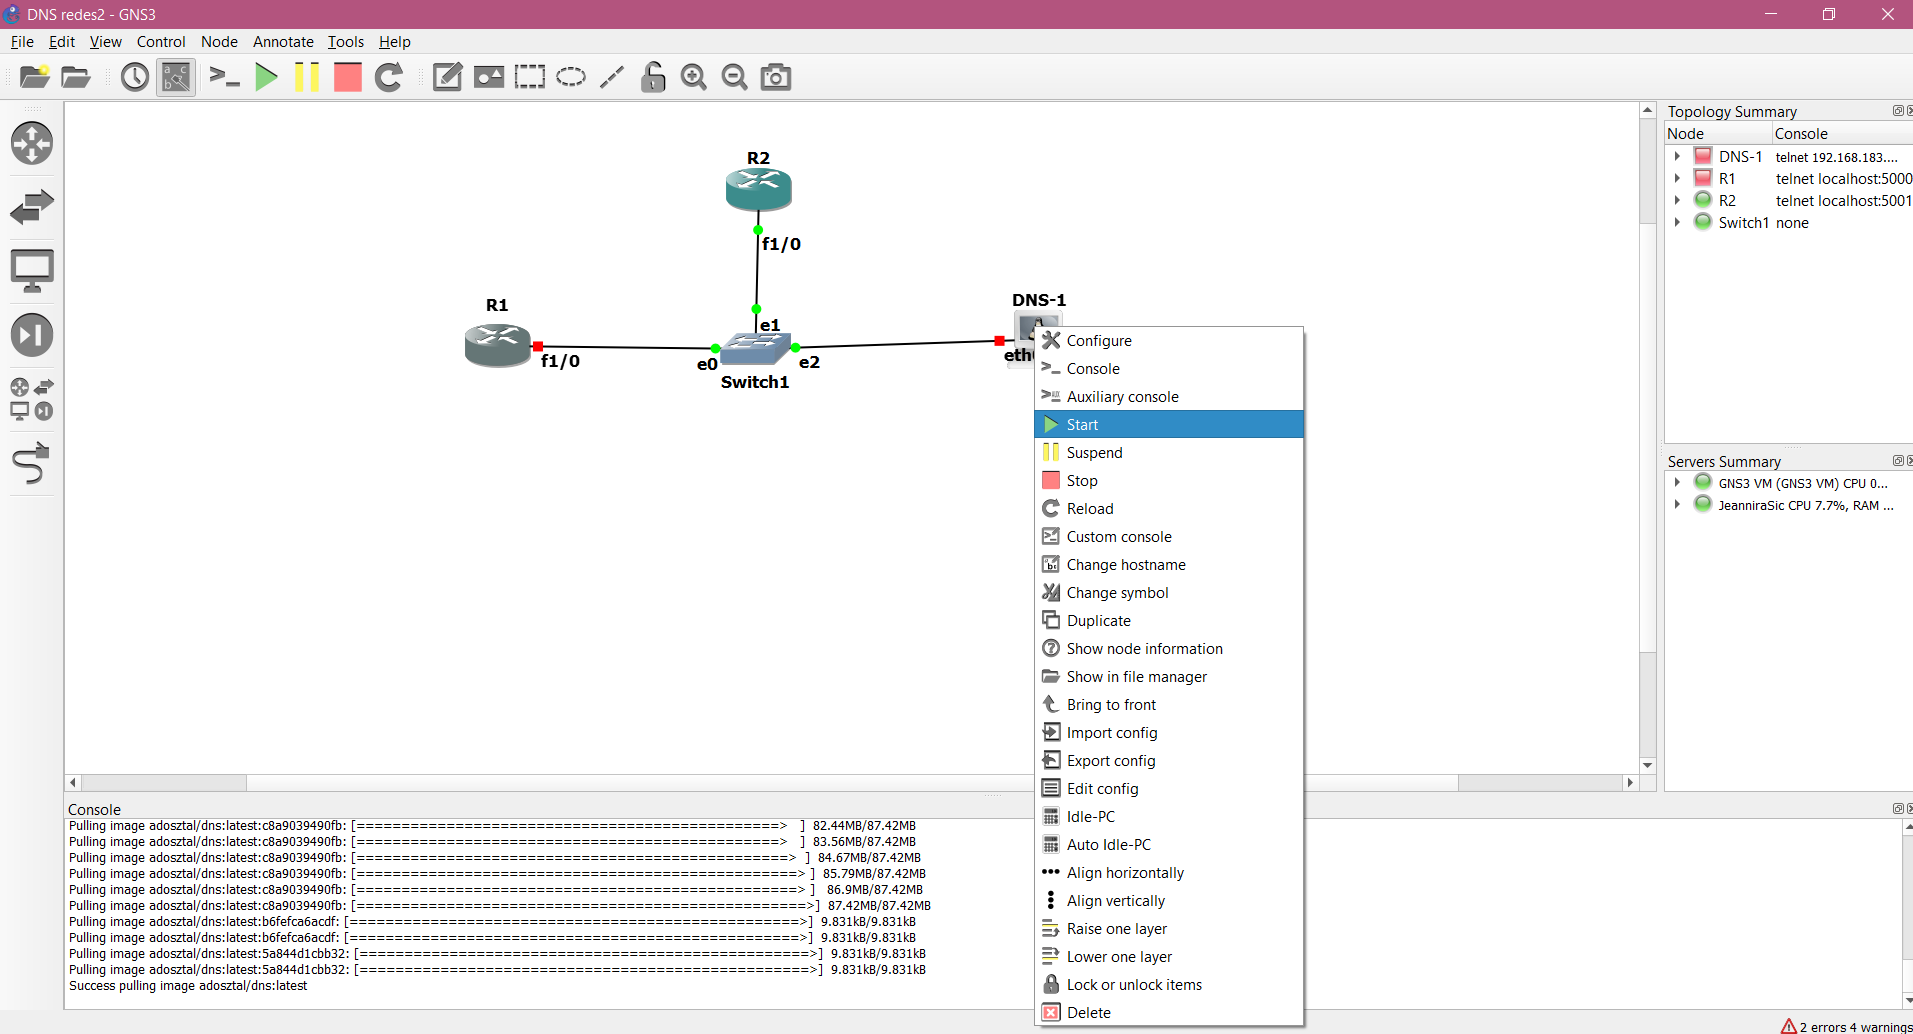 DNS redes2 - GNS3
File Edit View Control Node Annotate Tools Help
R2
f1/0
R1
f1/0
e1
e0
e2
Switch1
DNS-1
eth
Configure
Console
Auxiliary console
Start
Suspend
Stop
Reload
Custom console
Change hostname
Change symbol
Duplicate
Show node information
Show in file manager
Bring to front
Import config
Export config
Edit config
Idle-PC
Auto Idle-PC
Align horizontally
Align vertically
Raise one layer
Lower one layer
Lock or unlock items
Delete
Topology Summary
Node Console
DNS-1 telnet 192.168.183....
R1 telnet localhost:5000
R2 telnet localhost:5001
Switch1 none
Servers Summary
GNS3 VM (GNS3 VM) CPU 0...
JeanniraSic CPU 7.7%, RAM ...
Console
Pulling image adosztal/dns:latest:c8a9039490fb: [===============================================> ] 82.44MB/87.42MB
Pulling image adosztal/dns:latest:c8a9039490fb: [===============================================> ] 83.56MB/87.42MB
Pulling image adosztal/dns:latest:c8a9039490fb: [================================================> ] 84.67MB/87.42MB
Pulling image adosztal/dns:latest:c8a9039490fb: [=================================================> ] 85.79MB/87.42MB
Pulling image adosztal/dns:latest:c8a9039490fb: [=================================================> ] 86.9MB/87.42MB
Pulling image adosztal/dns:latest:c8a9039490fb: [==================================================>] 87.42MB/87.42MB
Pulling image adosztal/dns:latest:b6fefca6acdf: [==================================================>] 9.831kB/9.831kB
Pulling image adosztal/dns:latest:b6fefca6acdf: [==================================================>] 9.831kB/9.831kB
Pulling image adosztal/dns:latest:5a844d1cbb32: [==================================================>] 9.831kB/9.831kB
Pulling image adosztal/dns:latest:5a844d1cbb32: [==================================================>] 9.831kB/9.831kB
Success pulling image adosztal/dns:latest
2 errors 4 warnings